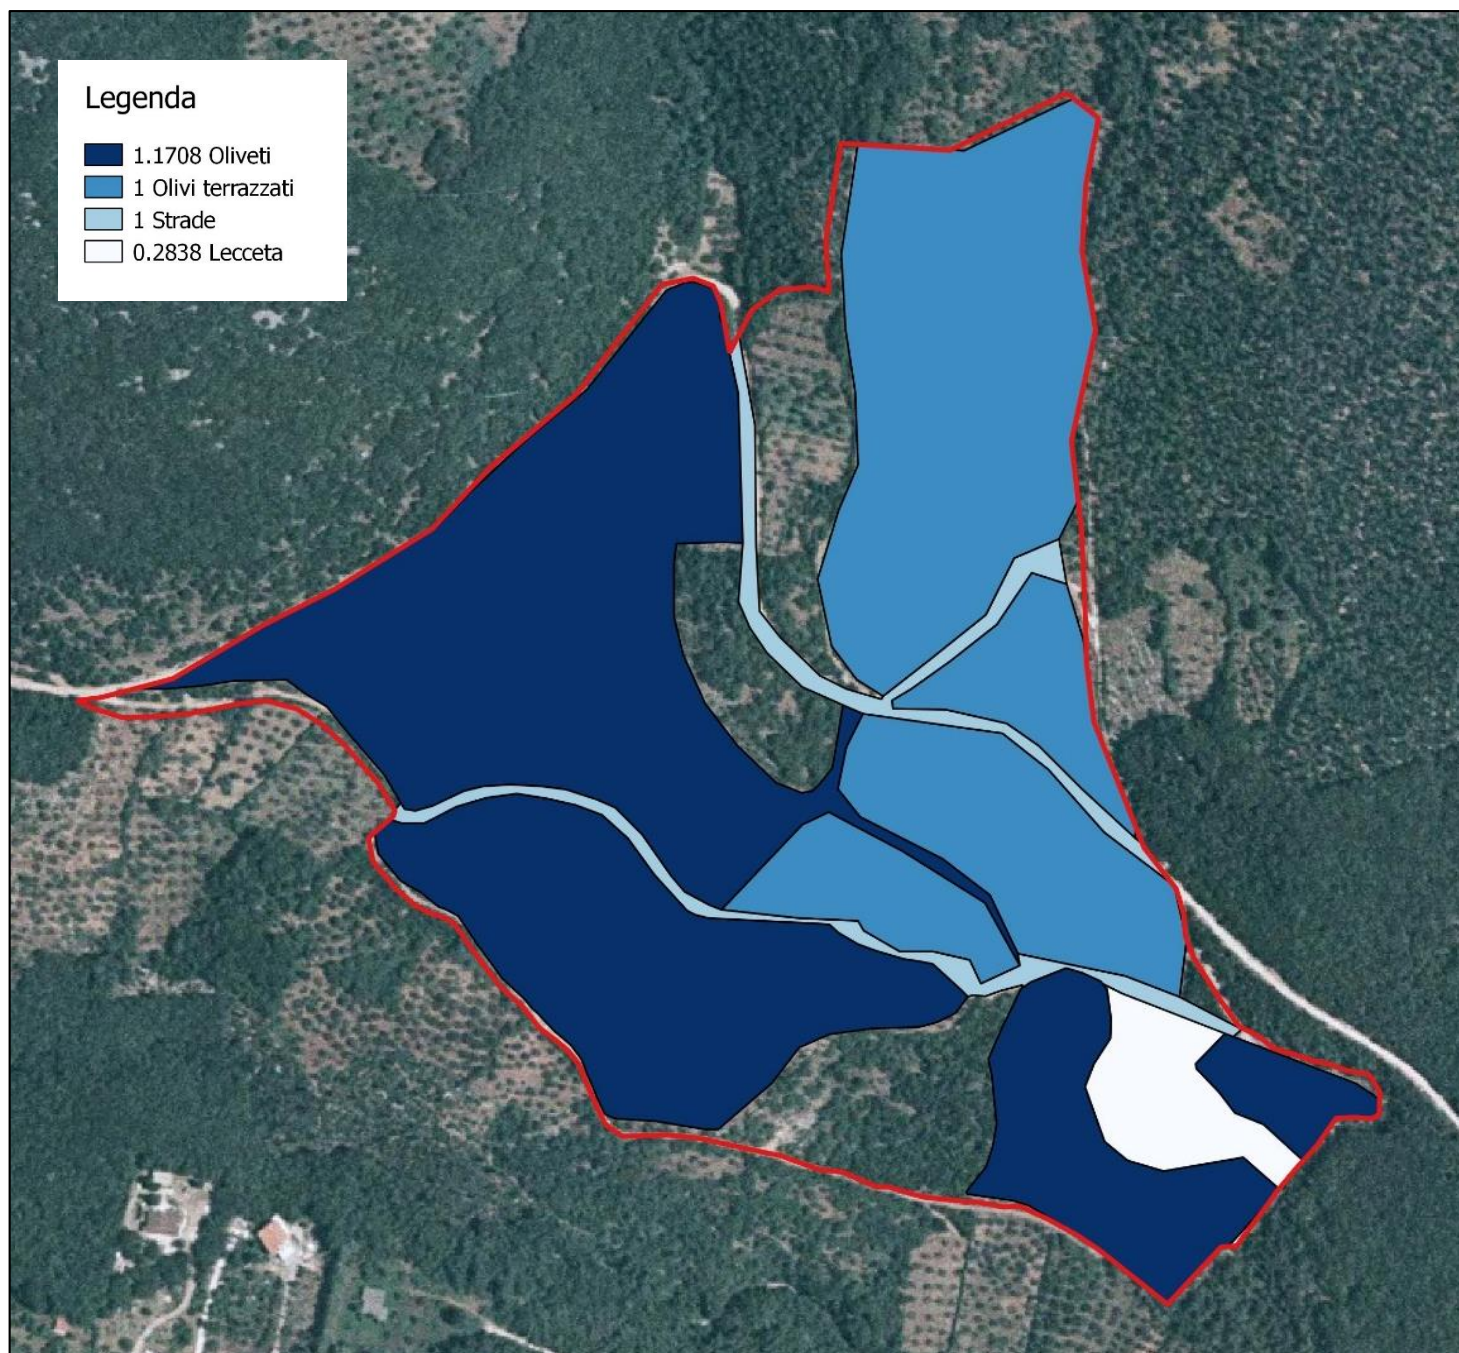 Legenda
1.1708 Oliveti
1 Olivi terrazzati
1 Strade
0.2838 Lecceta